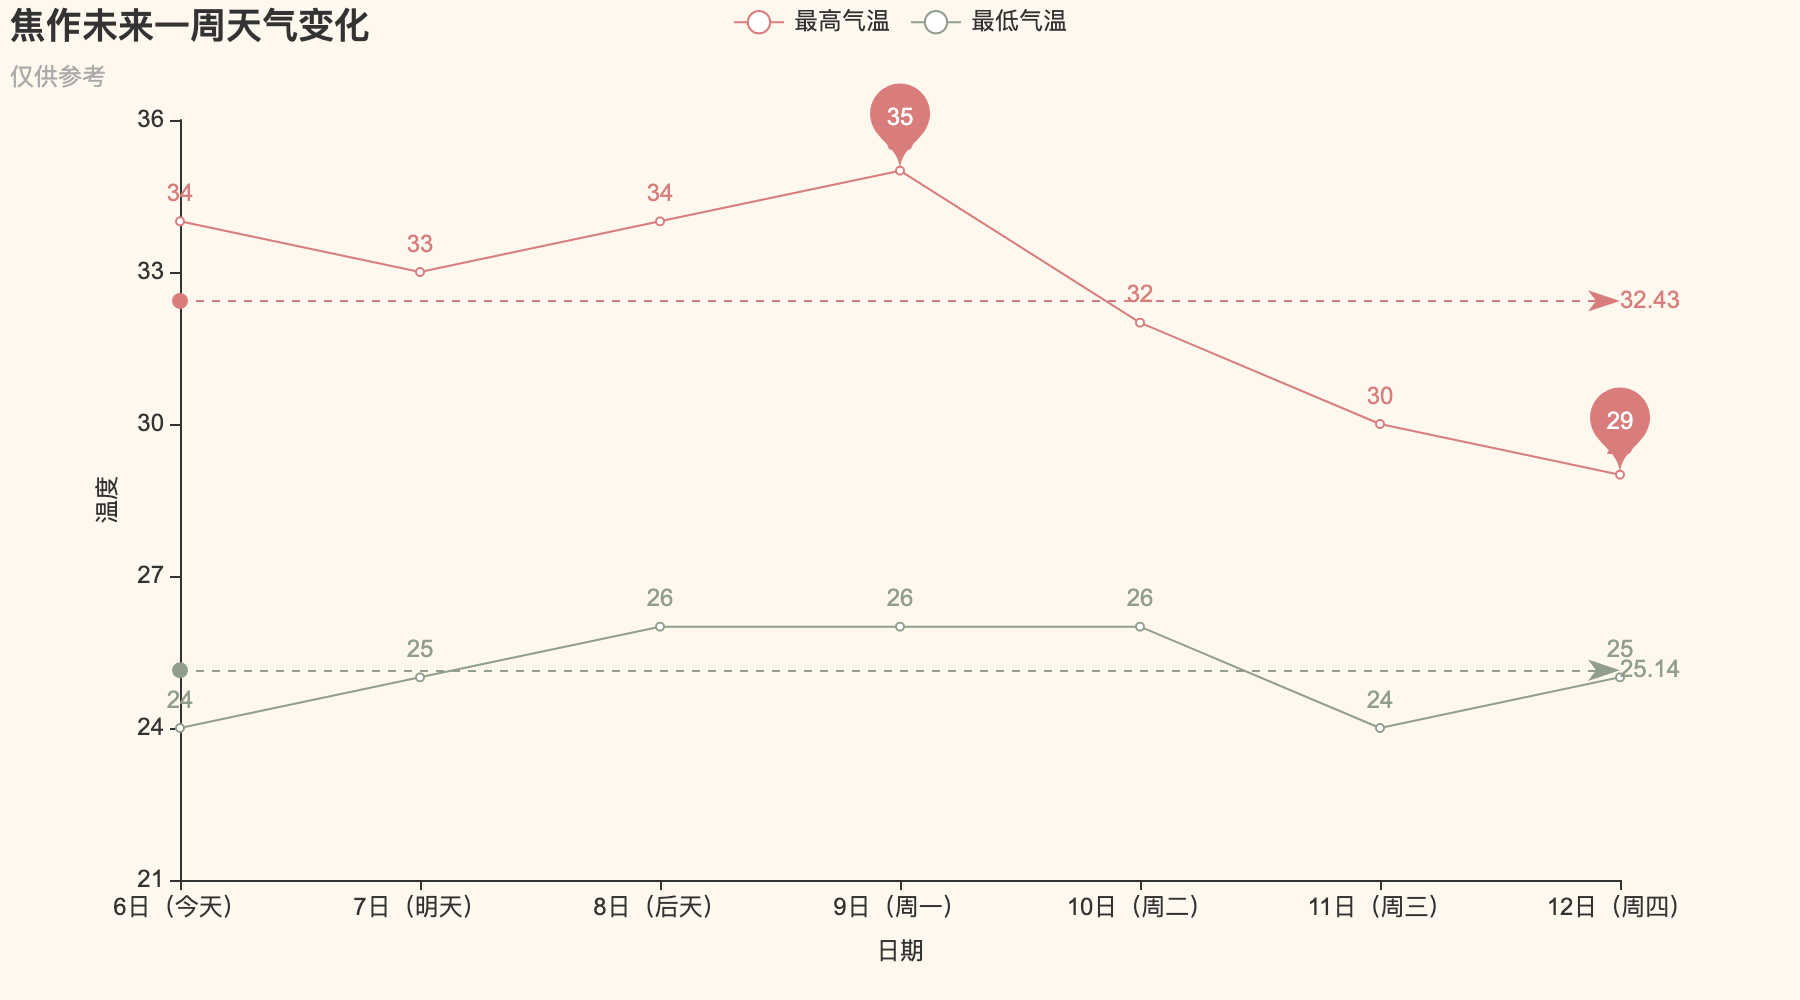 焦作未来一周天气变化
仅供参考
最高气温
最低气温
36
33
30
27
24
21
温度
34
33
34
35
32
30
29
32.43
24
25
26
26
26
24
25
25.14
6日（今天）
7日（明天）
8日（后天）
9日（周一）
10日（周二）
11日（周三）
12日（周四）
日期